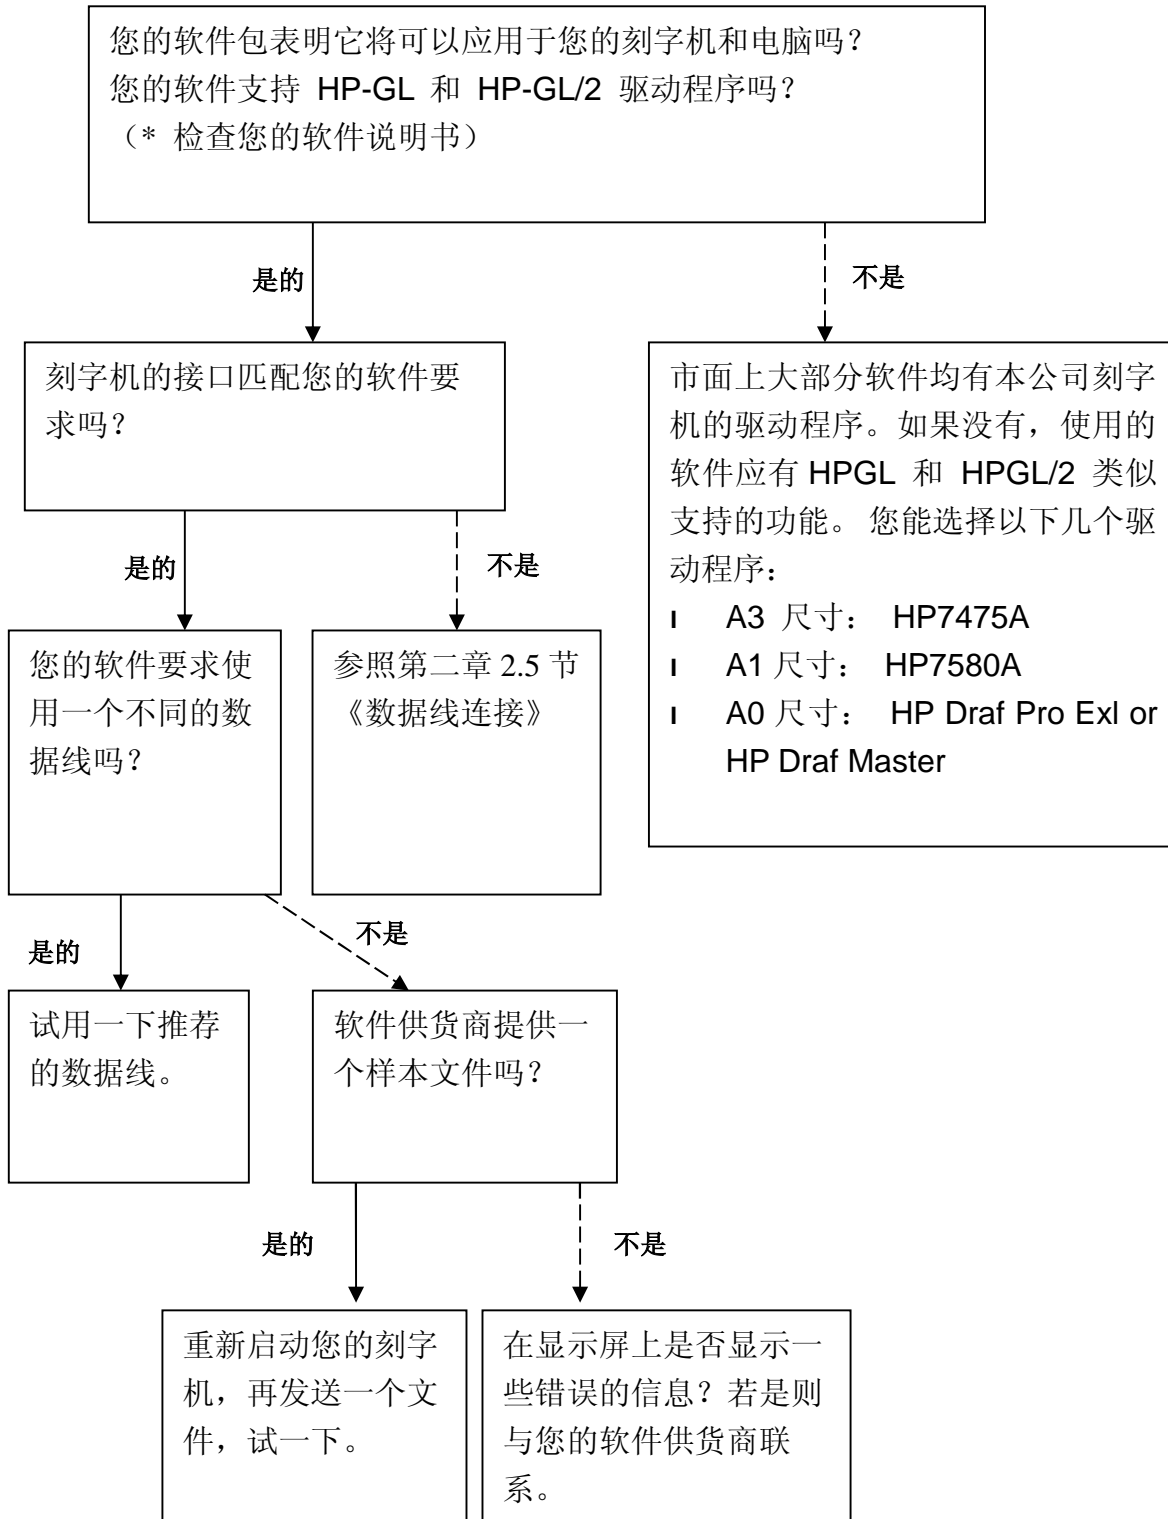 您的软件包表明它将可以应用于您的刻字机和电脑吗？
您的软件支持 HP-GL 和 HP-GL/2 驱动程序吗？
（* 检查您的软件说明书）
是的
不是
刻字机的接口匹配您的软件要
求吗？
市面上大部分软件均有本公司刻字
机的驱动程序。如果没有，使用的
软件应有 HPGL 和 HPGL/2 类似
支持的功能。 您能选择以下几个驱
动程序：
l A3 尺寸： HP7475A
l A1 尺寸： HP7580A
l A0 尺寸： HP Draf Pro Exl or
HP Draf Master
是的
不是
您的软件要求使
用一个不同的数
据线吗？
参照第二章 2.5 节
《数据线连接》
是的
不是
试用一下推荐
的数据线。
软件供货商提供一
个样本文件吗？
是的
不是
重新启动您的刻字
机，再发送一个文
件，试一下。
在显示屏上是否显示一
些错误的信息？若是则
与您的软件供货商联
系。